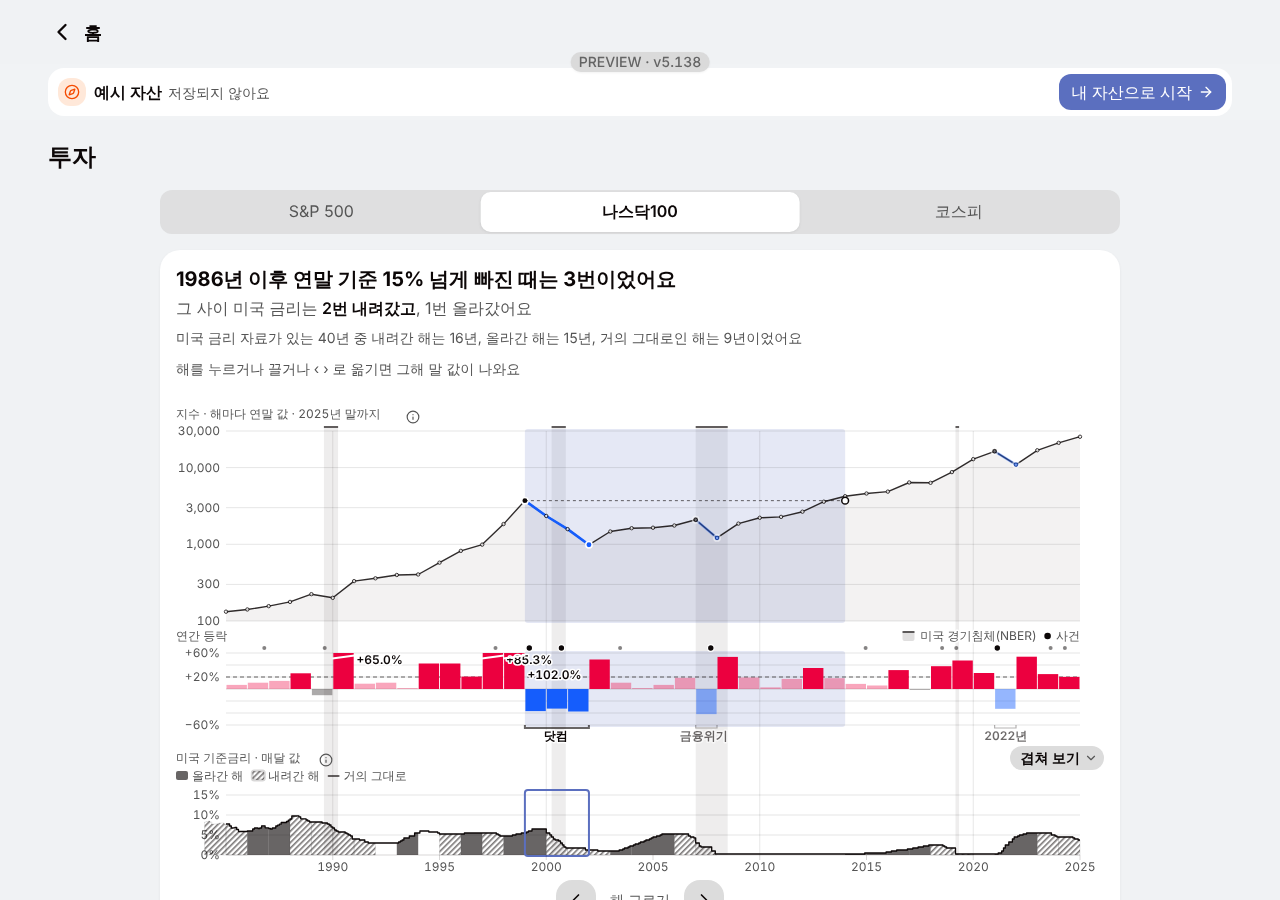 홈
PREVIEW · v5.138
예시 자산 저장되지 않아요
내 자산으로 시작 →
투자
S&P 500
나스닥100
코스피
1986년 이후 연말 기준 15% 넘게 빠진 때는 3번이었어요
그 사이 미국 금리는 2번 내려갔고, 1번 올라갔어요
미국 금리 자료가 있는 40년 중 내려간 해는 16년, 올라간 해는 15년, 거의 그대로인 해는 9년이었어요
해를 누르거나 끌거나 ‹ › 로 옮기면 그해 말 값이 나와요
지수 · 해마다 연말 값 · 2025년 말까지
30,000
10,000
3,000
1,000
300
100
연간 등락
미국 경기침체(NBER) 사건
+60%
+20%
−60%
+65.0%
+85.3%
+102.0%
닷컴
금융위기
2022년
미국 기준금리 · 매달 값
겹쳐 보기
올라간 해 내려간 해 거의 그대로
15%
10%
5%
0%
1990 1995 2000 2005 2010 2015 2020 2025